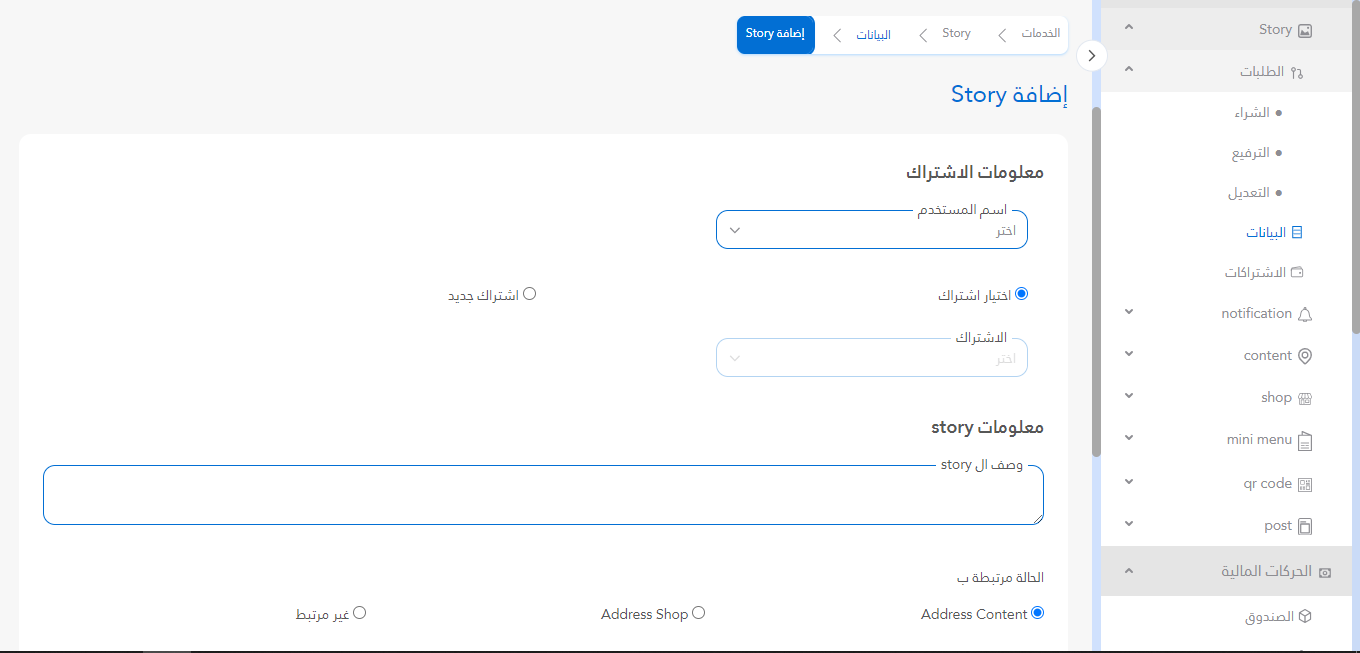 Story
الطلبات
الشراء
الترفيع
التعديل
البيانات
الاشتراكات
notification
content
shop
mini menu
qr code
post
الحركات المالية
الصندوق
الخدمات
Story
البيانات
إضافة Story
إضافة Story
معلومات الاشتراك
اسم المستخدم
اختر
اختيار اشتراك
اشتراك جديد
الاشتراك
اختر
معلومات story
وصف ال story
الحالة مرتبطة ب
Address Content
Address Shop
غير مرتبط